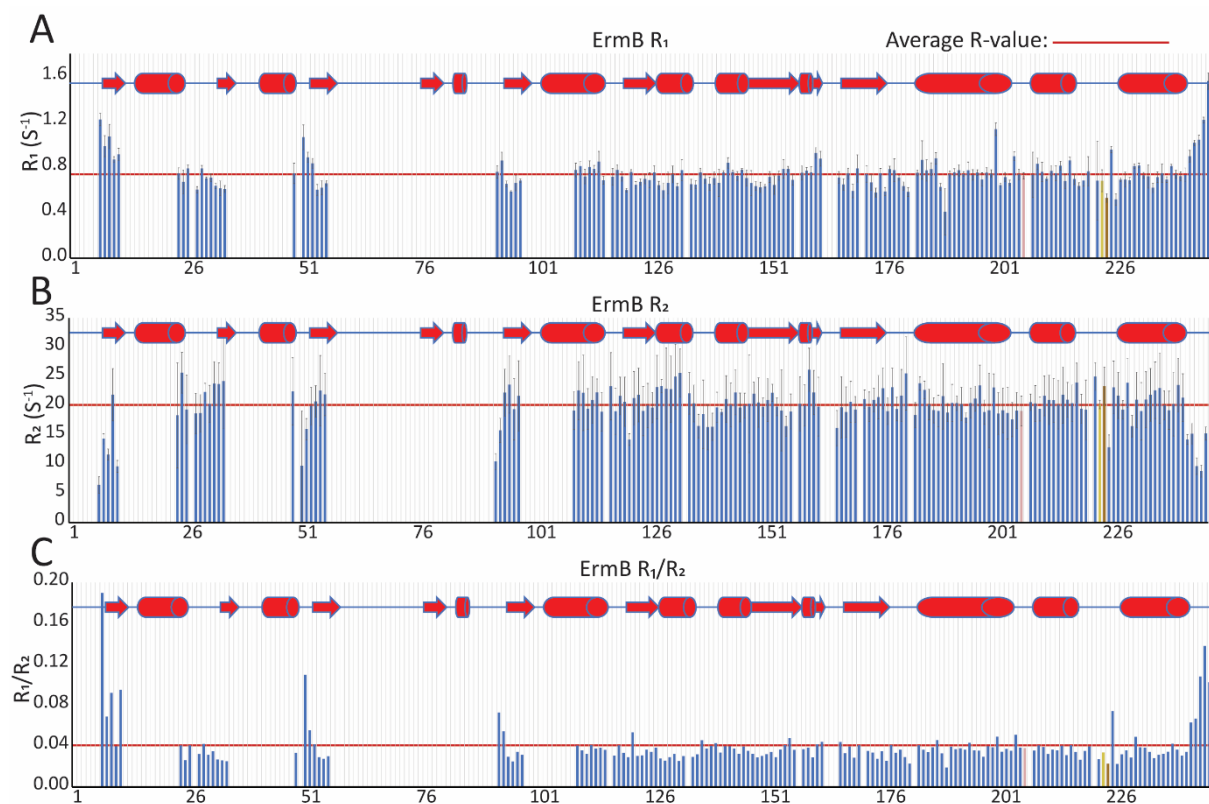 A
ErmB R₁
Average R-value:
1.6
1.2
0.8
0.4
0.0
R₁ (S⁻¹)
1 26 51 76 101 126 151 176 201 226
B
ErmB R₂
35
30
25
20
15
10
5
0
R₂ (S⁻¹)
1 26 51 76 101 126 151 176 201 226
C
ErmB R₁/R₂
0.20
0.16
0.12
0.08
0.04
0.00
R₁/R₂
1 26 51 76 101 126 151 176 201 226